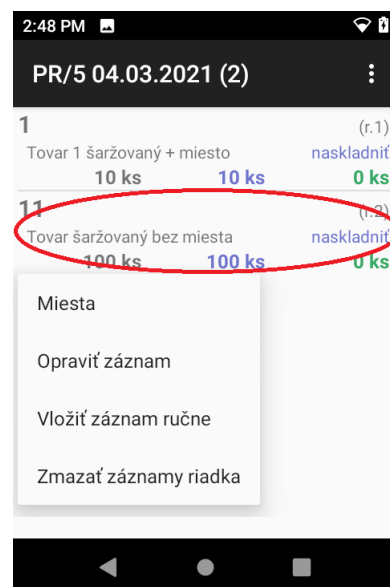 2:48 PM
PR/5 04.03.2021 (2)
1 (r.1)
Tovar 1 šaržovaný + miesto naskladniť
10 ks 10 ks 0 ks
11 (r.2)
Tovar šaržovaný bez miesta naskladniť
100 ks 100 ks 0 ks
Miesta
Opraviť záznam
Vložiť záznam ručne
Zmazať záznamy riadka